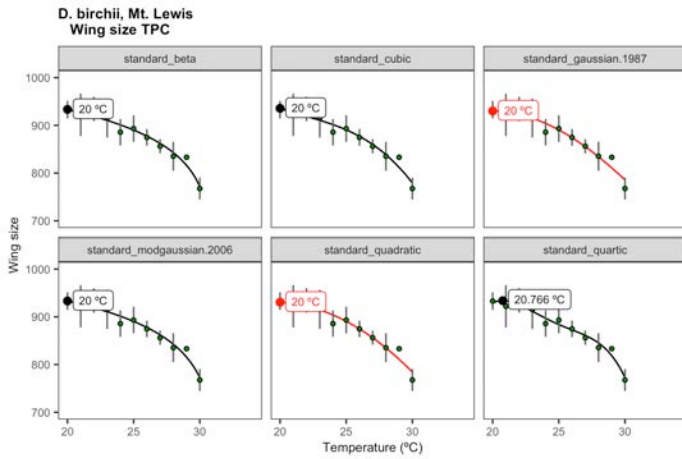 D. birchii, Mt. Lewis
Wing size TPC
standard_beta
standard_cubic
standard_gaussian.1987
1000
900
800
700
20 ºC
20 ºC
20 ºC
standard_modgaussian.2006
standard_quadratic
standard_quartic
1000
900
800
700
20 ºC
20 ºC
20.766 ºC
Wing size
20 25 30 20 25 30 20 25 30
Temperature (ºC)